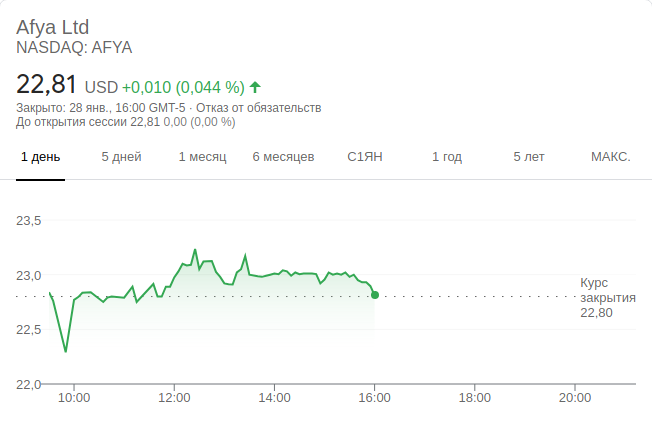 Afya Ltd
NASDAQ: AFYA
22,81 USD +0,010 (0,044 %)
Закрыто: 28 янв., 16:00 GMT-5 · Отказ от обязательств
До открытия сессии 22,81 0,00 (0,00 %)
1 день 5 дней 1 месяц 6 месяцев С1ЯН 1 год 5 лет МАКС.
23,5
23,0
Курс
закрытия
22,80
22,5
22,0
10:00 12:00 14:00 16:00 18:00 20:00